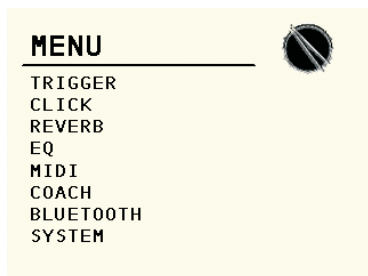 MENU
TRIGGER
CLICK
REVERB
EQ
MIDI
COACH
BLUETOOTH
SYSTEM